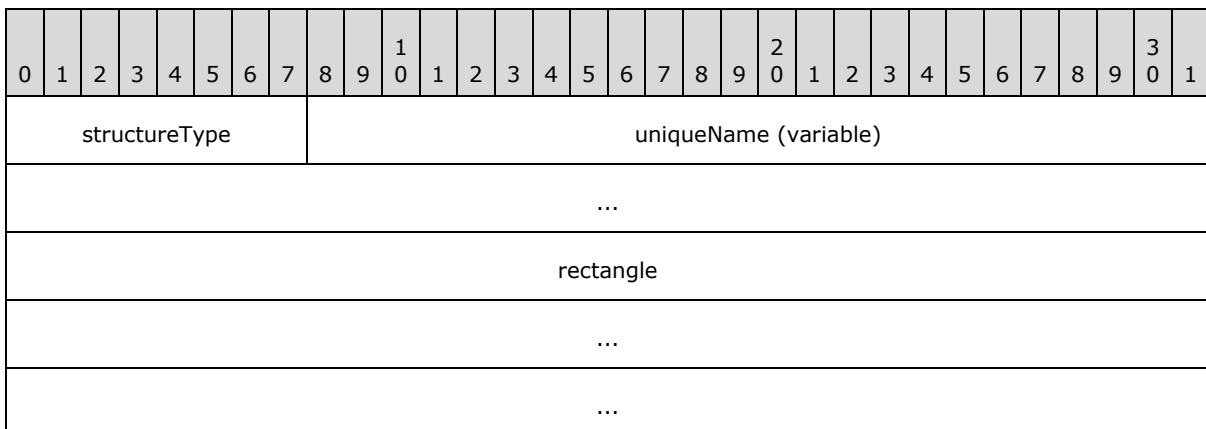 0 1 2 3 4 5 6 7 8 9 1 0 1 2 3 4 5 6 7 8 9 2 0 1 2 3 4 5 6 7 8 9 3 0 1
structureType uniqueName (variable)
...
rectangle
...
...